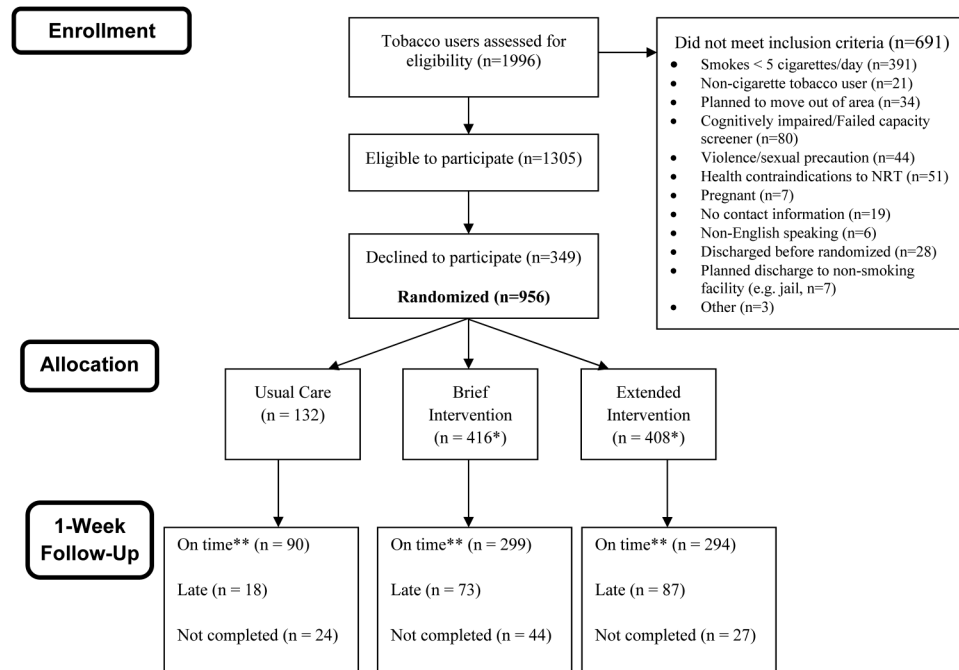 Enrollment
Tobacco users assessed for
eligibility (n=1996)
Did not meet inclusion criteria (n=691)
• Smokes < 5 cigarettes/day (n=391)
• Non-cigarette tobacco user (n=21)
• Planned to move out of area (n=34)
• Cognitively impaired/Failed capacity
screener (n=80)
• Violence/sexual precaution (n=44)
• Health contraindications to NRT (n=51)
• Pregnant (n=7)
• No contact information (n=19)
• Non-English speaking (n=6)
• Discharged before randomized (n=28)
• Planned discharge to non-smoking
facility (e.g. jail, n=7)
• Other (n=3)
Eligible to participate (n=1305)
Declined to participate (n=349)
Randomized (n=956)
Allocation
Usual Care
(n = 132)
Brief
Intervention
(n = 416*)
Extended
Intervention
(n = 408*)
1-Week
Follow-Up
On time** (n = 90)
Late (n = 18)
Not completed (n = 24)
On time** (n = 299)
Late (n = 73)
Not completed (n = 44)
On time** (n = 294)
Late (n = 87)
Not completed (n = 27)